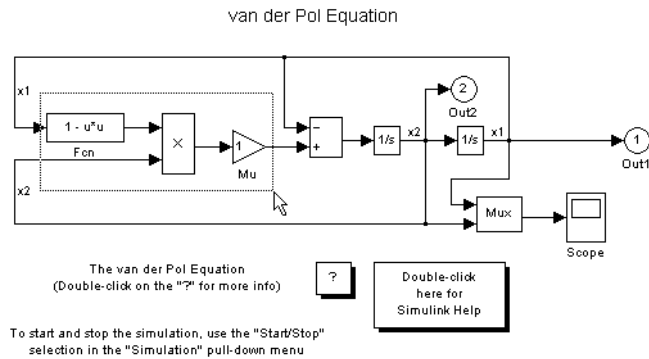 van der Pol Equation
x1
2
Out2
1 - u*u
Fcn
×
1
Mu
−
+
1/s
x2
1/s
x1
1
Out1
x2
Mux
Scope
The van der Pol Equation
(Double-click on the "?" for more info)
?
Double-click
here for
Simulink Help
To start and stop the simulation, use the "Start/Stop"
selection in the "Simulation" pull-down menu